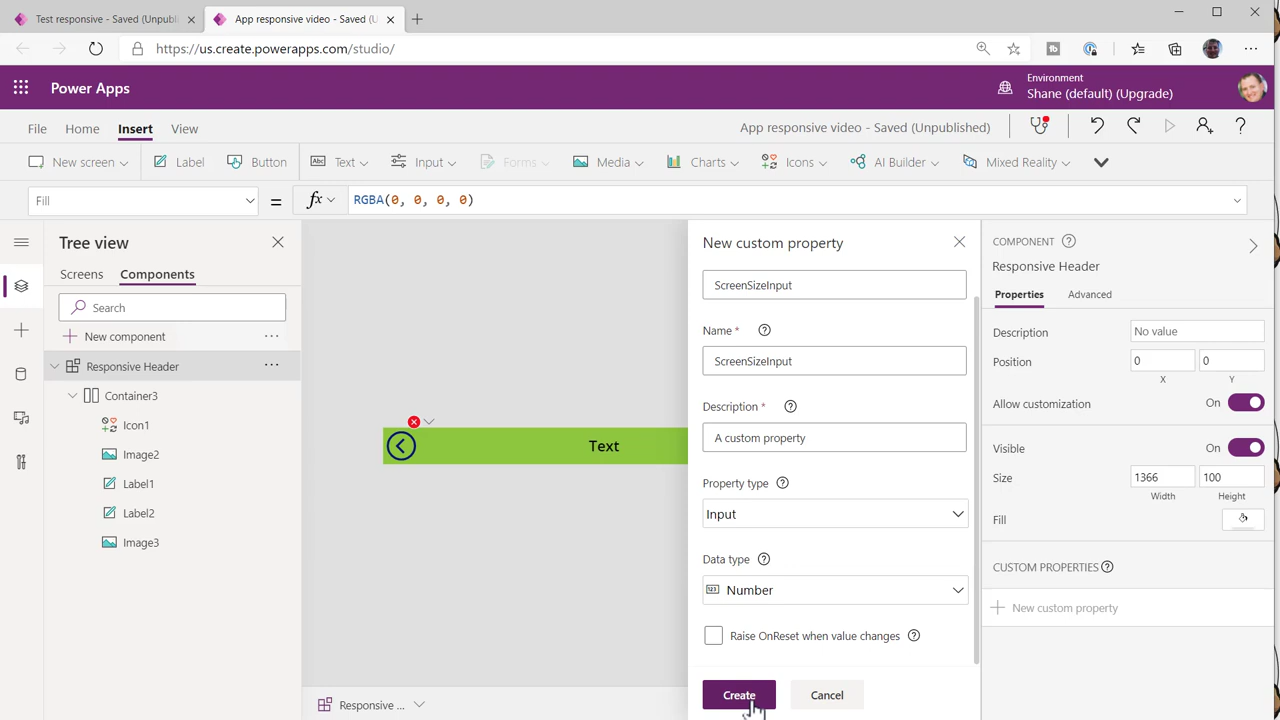 Test responsive - Saved (Unpubli
App responsive video - Saved (U
https://us.create.powerapps.com/studio/
Power Apps
Environment
Shane (default) (Upgrade)
File
Home
Insert
View
App responsive video - Saved (Unpublished)
New screen
Label
Button
Text
Input
Forms
Media
Charts
Icons
AI Builder
Mixed Reality
Fill
=
fx
RGBA(0, 0, 0, 0)
Tree view
Screens
Components
Search
New component
Responsive Header
Container3
Icon1
Image2
Label1
Label2
Image3
Text
Responsive ...
New custom property
ScreenSizeInput
Name *
ScreenSizeInput
Description *
A custom property
Property type
Input
Data type
Number
Raise OnReset when value changes
Create
Cancel
COMPONENT
Responsive Header
Properties
Advanced
Description
No value
Position
0
0
X
Y
Allow customization
On
Visible
On
Size
1366
100
Width
Height
Fill
CUSTOM PROPERTIES
New custom property